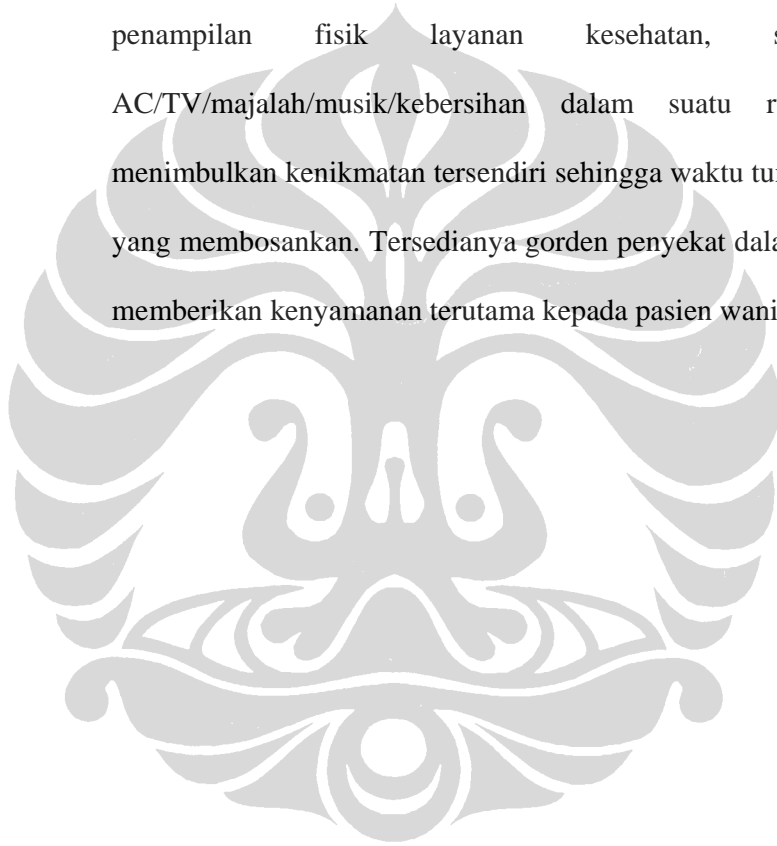 penampilan fisik layanan kesehatan,
AC/TV/majalah/musik/kebersihan dalam suatu
menimbulkan kenikmatan tersendiri sehingga waktu
yang membosankan. Tersedianya gorden penyekat
memberikan kenyamanan terutama kepada pasien